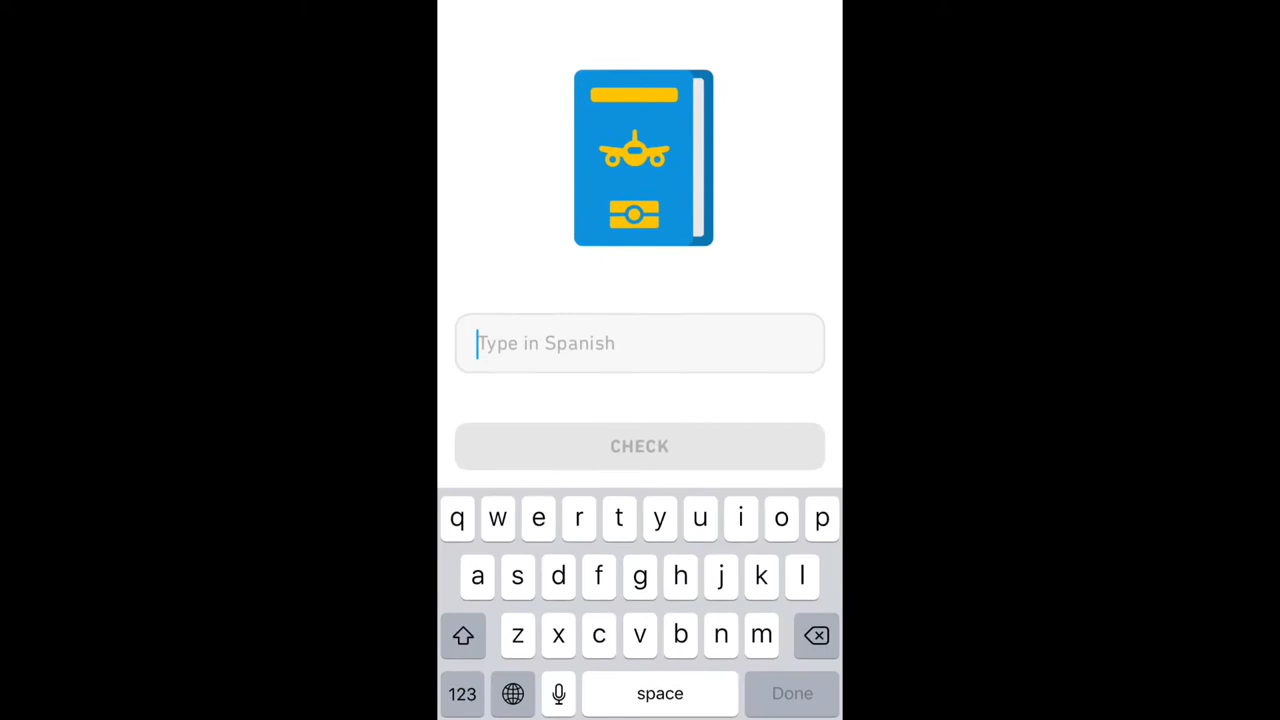 Type in Spanish
CHECK
q w e r t y u i o p
a s d f g h j k l
z x c v b n m
123 space Done